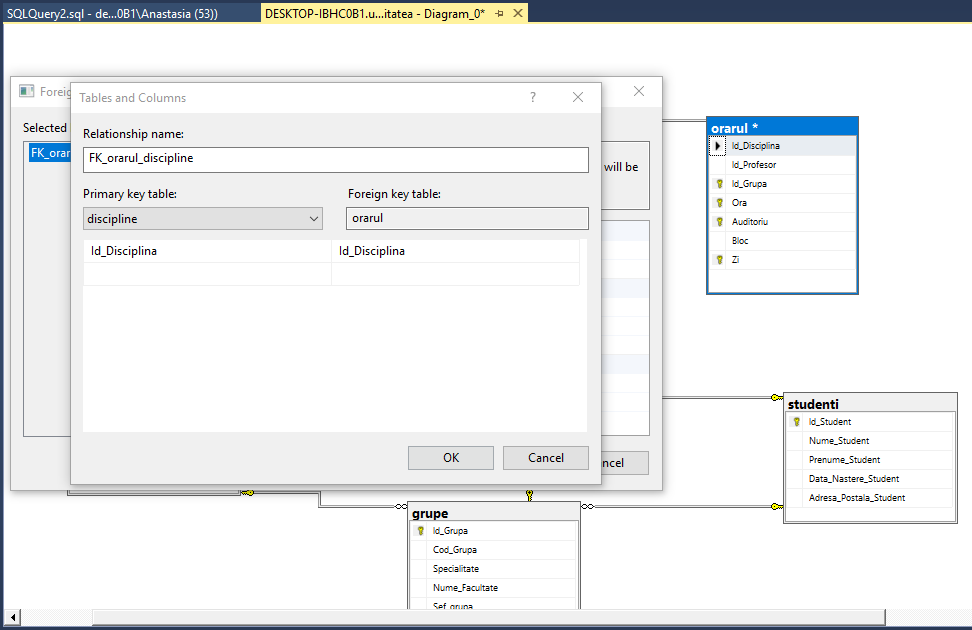 SQLQuery2.sql - de...0B1\Anastasia (53))
DESKTOP-IBHC0B1.u...itatea - Diagram_0*
Foreig
Tables and Columns
?
Selected
Relationship name:
FK_orar
FK_orarul_discipline
will be
Primary key table:
Foreign key table:
discipline
orarul
Id_Disciplina
Id_Disciplina
OK
Cancel
ncel
orarul *
Id_Disciplina
Id_Profesor
Id_Grupa
Ora
Auditoriu
Bloc
Zi
studenti
Id_Student
Nume_Student
Prenume_Student
Data_Nastere_Student
Adresa_Postala_Student
grupe
Id_Grupa
Cod_Grupa
Specialitate
Nume_Facultate
Sef_grupa